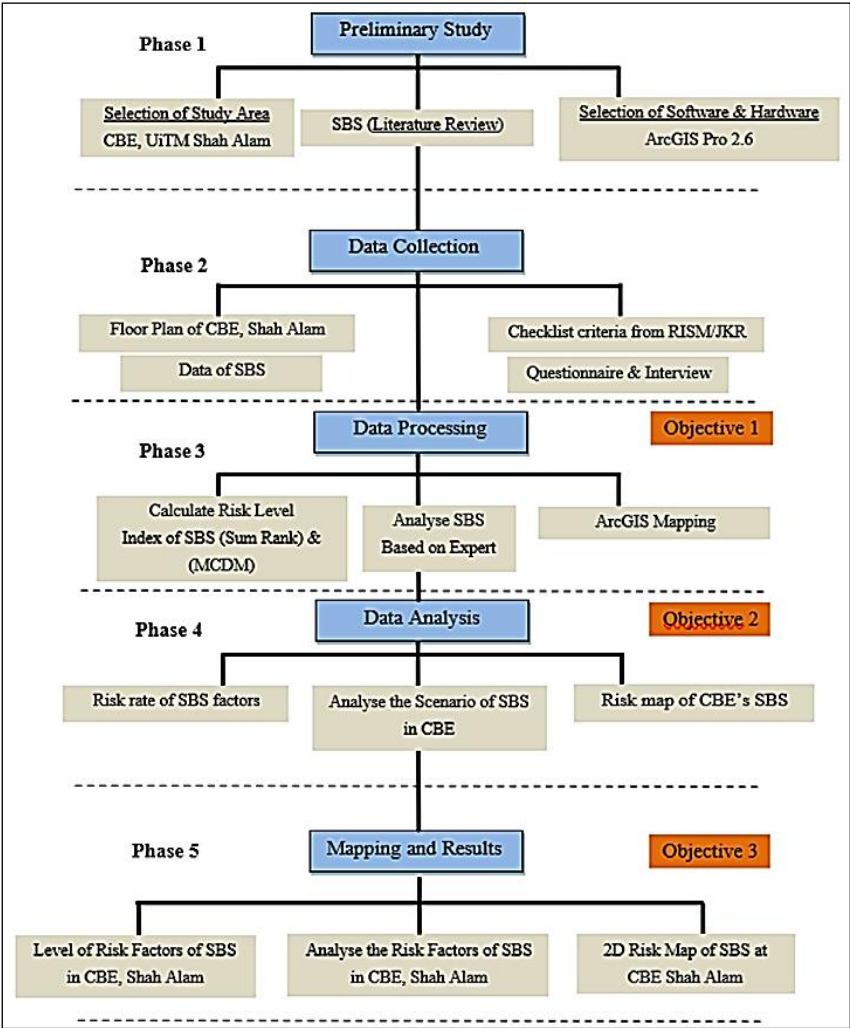 Preliminary Study
Phase 1
Selection of Study Area
CBE, UiTM Shah Alam
SBS (Literature Review)
Selection of Software & Hardware
ArcGIS Pro 2.6
Data Collection
Phase 2
Floor Plan of CBE, Shah Alam
Data of SBS
Checklist criteria from RISM/JKR
Questionnaire & Interview
Data Processing
Objective 1
Phase 3
Calculate Risk Level
Index of SBS (Sum Rank) &
(MCDM)
Analyse SBS
Based on Expert
ArcGIS Mapping
Data Analysis
Objective 2
Phase 4
Risk rate of SBS factors
Analyse the Scenario of SBS
in CBE
Risk map of CBE's SBS
Mapping and Results
Objective 3
Phase 5
Level of Risk Factors of SBS
in CBE, Shah Alam
Analyse the Risk Factors of SBS
in CBE, Shah Alam
2D Risk Map of SBS at
CBE Shah Alam